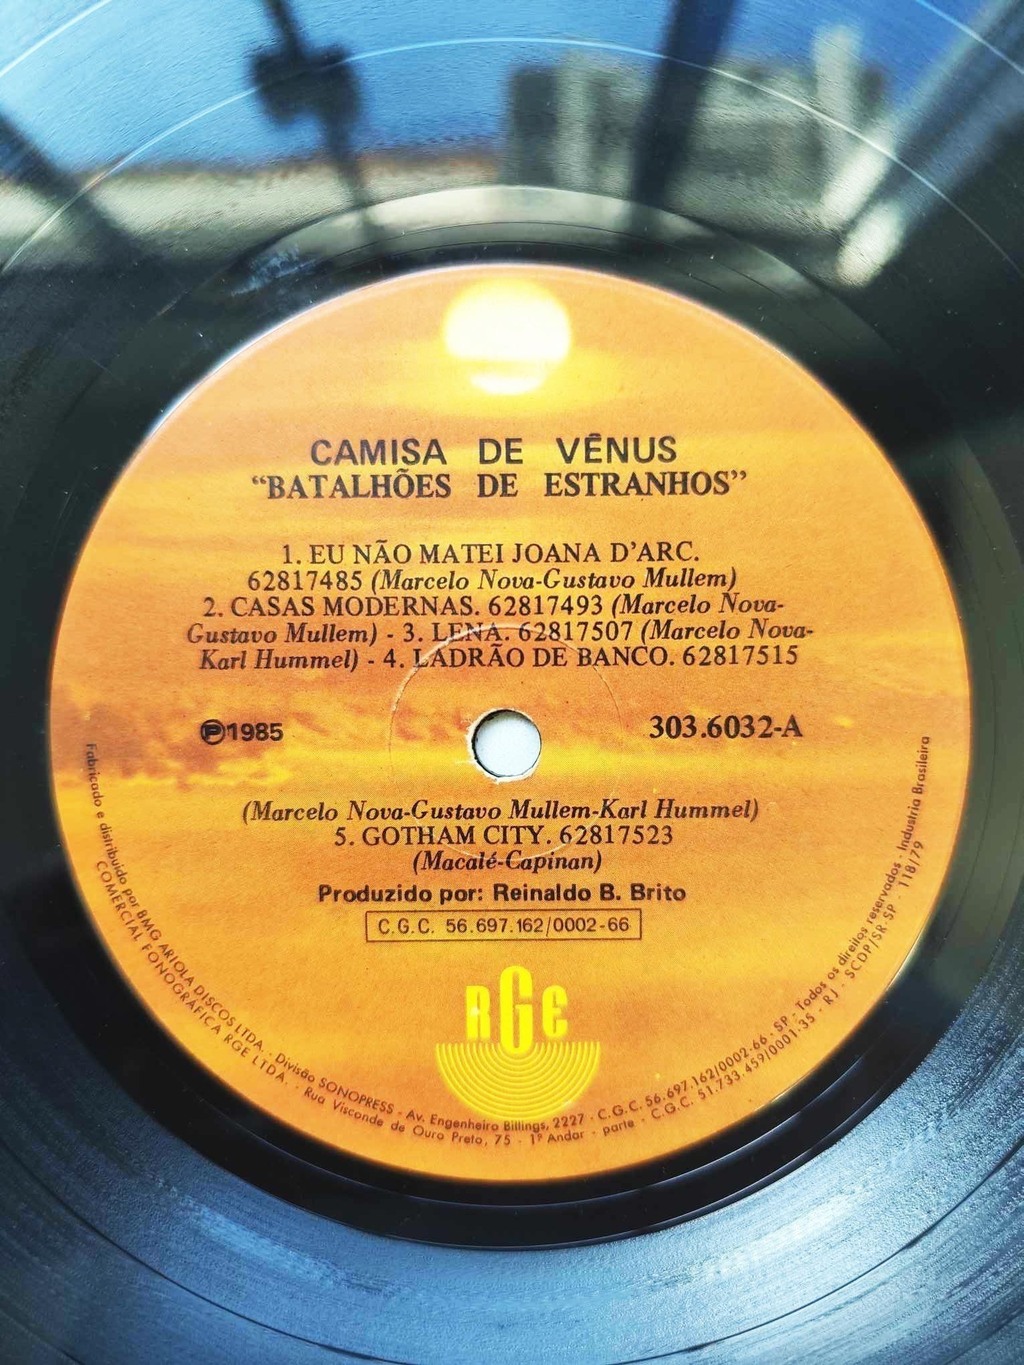 CAMISA DE VÊNUS
“BATALHÕES DE ESTRANHOS”
1. EU NÃO MATEI JOANA D’ARC.
62817485 (Marcelo Nova-Gustavo Mullem)
2. CASAS MODERNAS. 62817493 (Marcelo Nova-
Gustavo Mullem) - 3. LENA. 62817507 (Marcelo Nova-
Karl Hummel) - 4. LADRÃO DE BANCO. 62817515
℗1985
303.6032-A
(Marcelo Nova-Gustavo Mullem-Karl Hummel)
5. GOTHAM CITY. 62817523
(Macalé-Capinan)
Produzido por: Reinaldo B. Brito
C.G.C. 56.697.162/0002-66
RGE
Fabricado e distribuido por BMG ARIOLA DISCOS LTDA. - Divisão SONOPRESS - Av. Engenheiro Billings, 2227 - C.G.C. 56.697.162/0002-66 - SP - Todos os direitos reservados - Industria Brasileira
COMERCIAL FONOGRÁFICA RGE LTDA. - Rua Visconde de Ouro Preto, 75 - 1º Andar - parte - C.G.C. 51.733.459/0001-35 - RJ - SCDP/SR-SP - 118/79